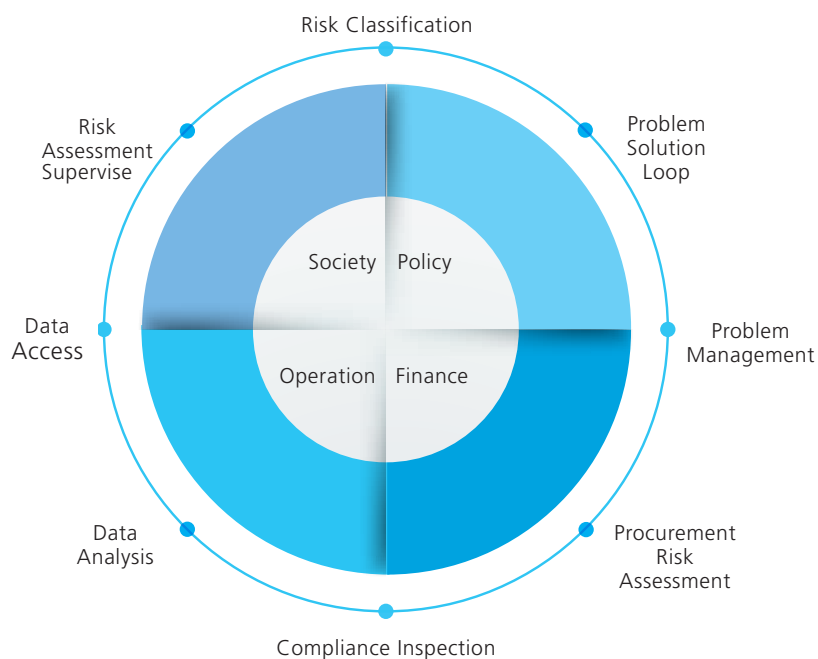 Risk Classification
Risk
Assessment
Supervise
Problem
Solution
Loop
Society
Policy
Data
Access
Problem
Management
Operation
Finance
Data
Analysis
Procurement
Risk
Assessment
Compliance Inspection